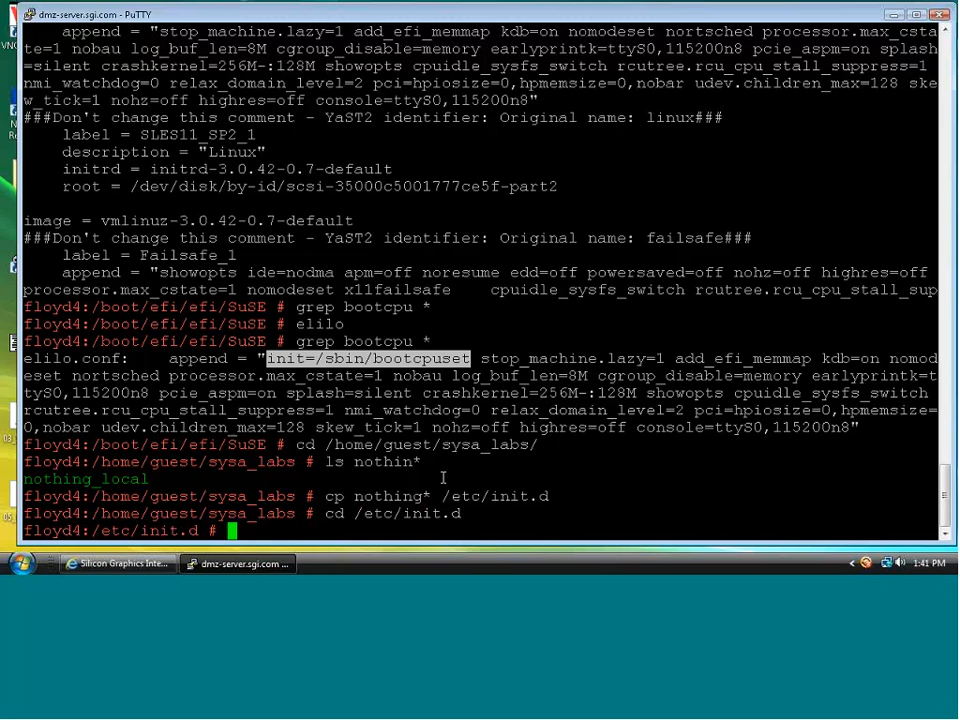 dmz-server.sgi.com - PuTTY
append = "stop_machine.lazy=1 add_efi_memmap kdb=on nomodeset nortsched processor.max_csta
te=1 nobau log_buf_len=8M cgroup_disable=memory earlyprintk=ttyS0,115200n8 pcie_aspm=on splash
=silent crashkernel=256M-:128M showopts cpuidle_sysfs_switch rcutree.rcu_cpu_stall_suppress=1
nmi_watchdog=0 relax_domain_level=2 pci=hpiosize=0,hpmemsize=0,nobar udev.children_max=128 ske
w_tick=1 nohz=off highres=off console=ttyS0,115200n8"
###Don't change this comment - YaST2 identifier: Original name: linux###
label = SLES11_SP2_1
description = "Linux"
initrd = initrd-3.0.42-0.7-default
root = /dev/disk/by-id/scsi-35000c5001777ce5f-part2
image = vmlinuz-3.0.42-0.7-default
###Don't change this comment - YaST2 identifier: Original name: failsafe###
label = Failsafe_1
append = "showopts ide=nodma apm=off noresume edd=off powersaved=off nohz=off highres=off
processor.max_cstate=1 nomodeset x11failsafe    cpuidle_sysfs_switch rcutree.rcu_cpu_stall_sup
floyd4:/boot/efi/efi/SuSE # grep bootcpu *
floyd4:/boot/efi/efi/SuSE # elilo
floyd4:/boot/efi/efi/SuSE # grep bootcpu *
elilo.conf:    append = "init=/sbin/bootcpuset stop_machine.lazy=1 add_efi_memmap kdb=on nomod
eset nortsched processor.max_cstate=1 nobau log_buf_len=8M cgroup_disable=memory earlyprintk=t
tyS0,115200n8 pcie_aspm=on splash=silent crashkernel=256M-:128M showopts cpuidle_sysfs_switch
rcutree.rcu_cpu_stall_suppress=1 nmi_watchdog=0 relax_domain_level=2 pci=hpiosize=0,hpmemsize=
0,nobar udev.children_max=128 skew_tick=1 nohz=off highres=off console=ttyS0,115200n8"
floyd4:/boot/efi/efi/SuSE # cd /home/guest/sysa_labs/
floyd4:/home/guest/sysa_labs # ls nothin*
nothing_local
floyd4:/home/guest/sysa_labs # cp nothing* /etc/init.d
floyd4:/home/guest/sysa_labs # cd /etc/init.d
floyd4:/etc/init.d #
Silicon Graphics Inte...
dmz-server.sgi.com ...
1:41 PM